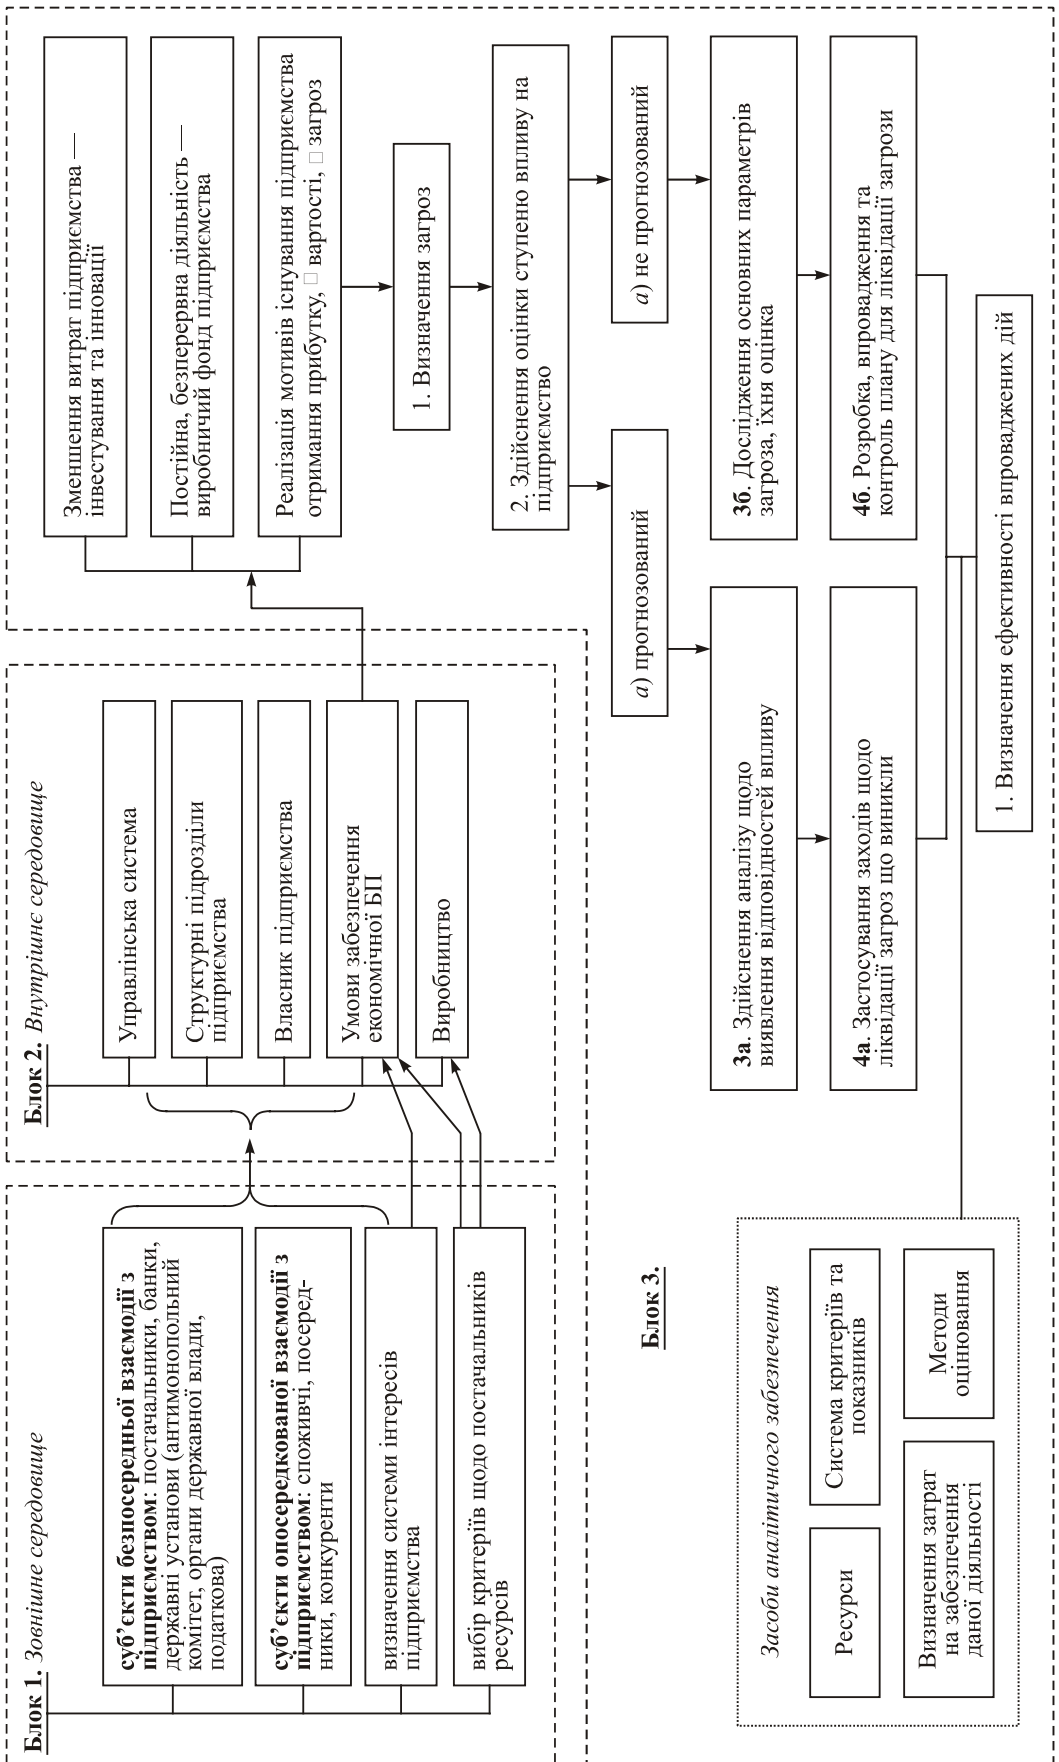 Блок 1. Зовнішнє середовище
суб’єкти безпосередньої взаємодії з
підприємством: постачальники, банки,
державні установи (антимонопольний
комітет, органи державної влади,
податкова)
суб’єкти опосередкованої взаємодії з
підприємством: споживчі, посеред-
ники, конкуренти
визначення системи інтересів
підприємства
вибір критеріїв щодо постачальників
ресурсів
Блок 2. Внутрішнє середовище
Управлінська система
Структурні підрозділи
підприємства
Власник підприємства
Умови забезпечення
економічної БП
Виробництво
Зменшення витрат підприємства —
інвестування та інновації
Постійна, безперервна діяльність —
виробничий фонд підприємства
Реалізація мотивів існування підприємства
отримання прибутку, □ вартості, □ загроз
1. Визначення загроз
2. Здійснення оцінки ступеню впливу на
підприємство
а) прогнозований
а) не прогнозований
3а. Здійснення аналізу щодо
виявлення відповідностей впливу
3б. Дослідження основних параметрів
загроза, їхня оцінка
4а. Застосування заходів щодо
ліквідації загроз що виникли
4б. Розробка, впровадження та
контроль плану для ліквідації загрози
1. Визначення ефективності впроваджених дій
Блок 3.
Засоби аналітичного забезпечення
Ресурси
Система критеріїв та
показників
Визначення затрат
на забезпечення
даної діяльності
Методи
оцінювання